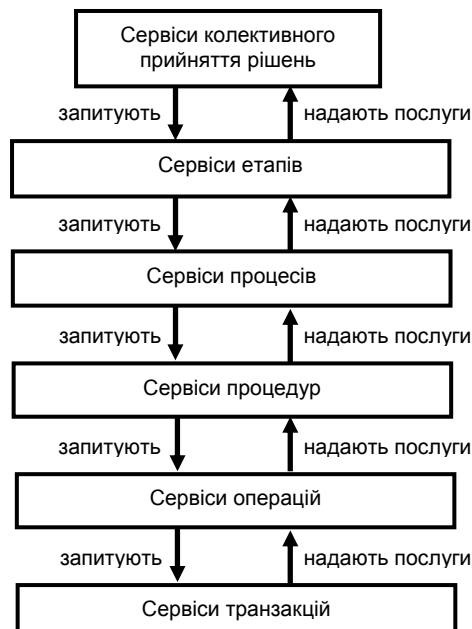 Сервіси колективного
прийняття рішень
запитують надають послуги
Сервіси етапів
запитують надають послуги
Сервіси процесів
запитують надають послуги
Сервіси процедур
запитують надають послуги
Сервіси операцій
запитують надають послуги
Сервіси транзакцій